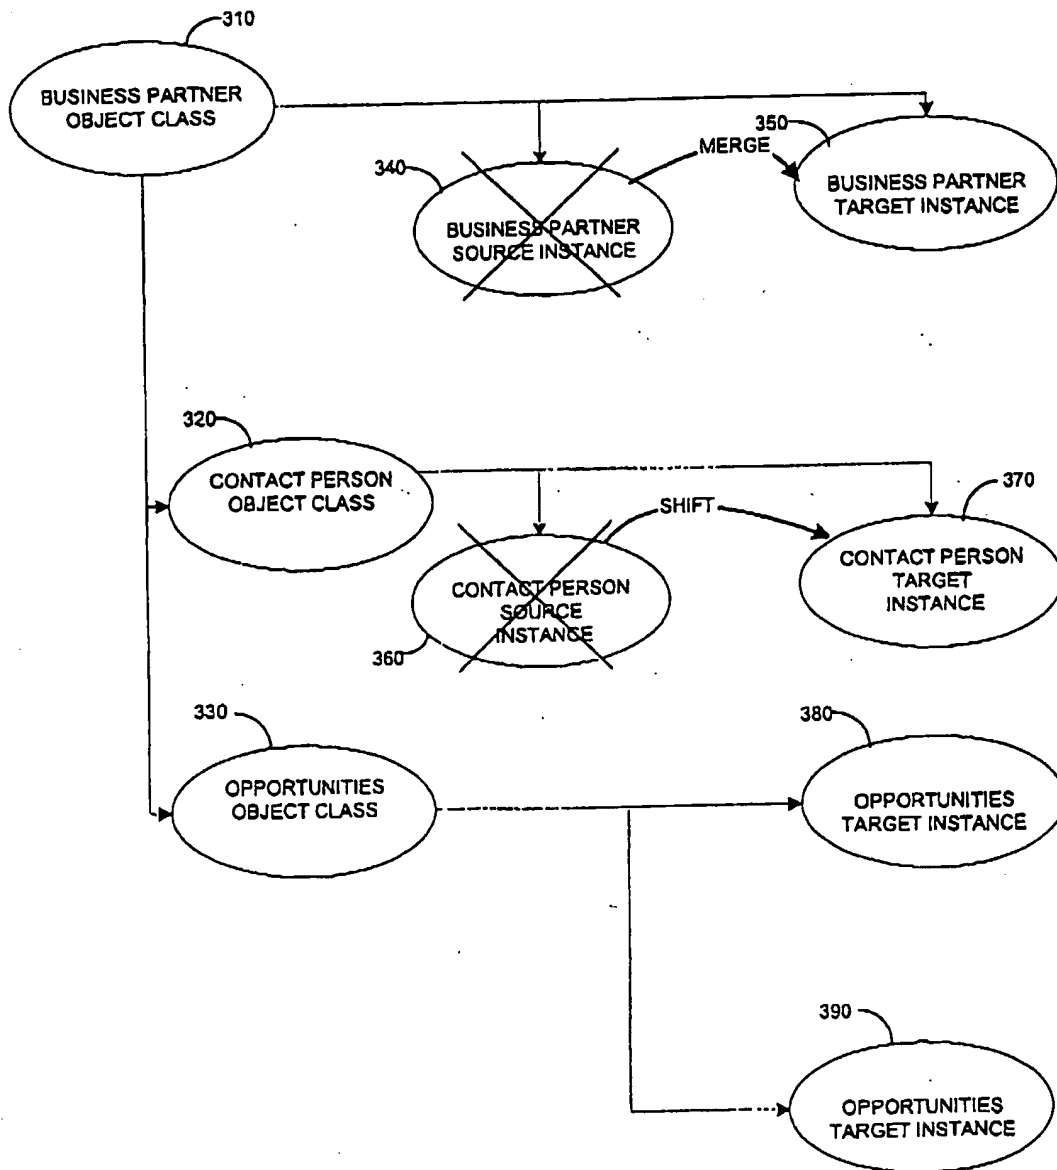 310
BUSINESS PARTNER
OBJECT CLASS
350
MERGE
340
BUSINESS PARTNER
TARGET INSTANCE
BUSINESS PARTNER
SOURCE INSTANCE
320
CONTACT PERSON
OBJECT CLASS
370
SHIFT
CONTACT PERSON
TARGET
INSTANCE
CONTACT PERSON
SOURCE
INSTANCE
360
330
380
OPPORTUNITIES
OBJECT CLASS
OPPORTUNITIES
TARGET INSTANCE
390
OPPORTUNITIES
TARGET INSTANCE